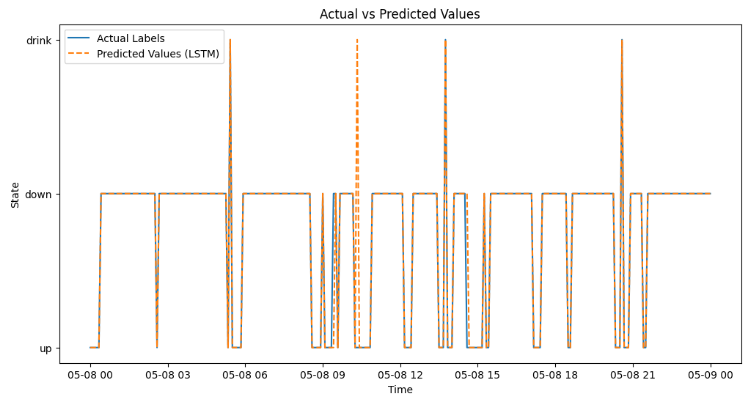 Actual vs Predicted Values
Actual Labels
Predicted Values (LSTM)
drink
down
up
State
05-08 00 05-08 03 05-08 06 05-08 09 05-08 12 05-08 15 05-08 18 05-08 21 05-09 00
Time